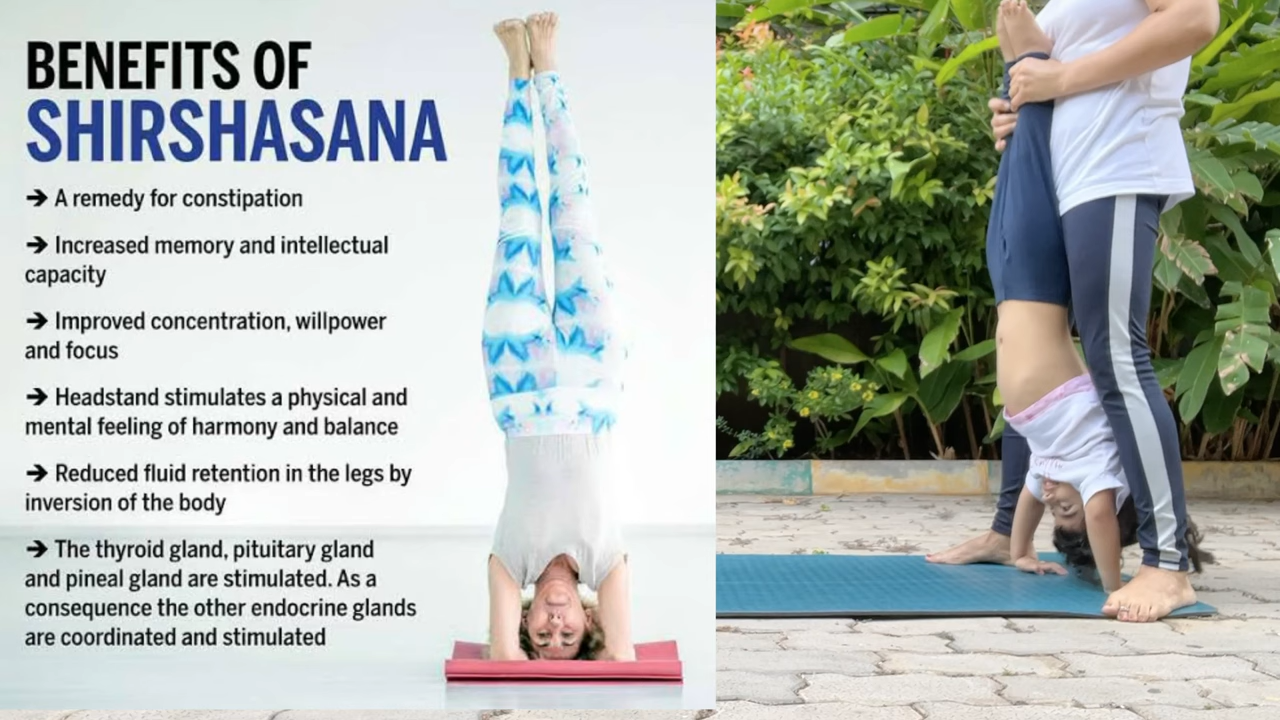 BENEFITS OF
SHIRSHASANA
➔ A remedy for constipation
➔ Increased memory and intellectual
capacity
➔ Improved concentration, willpower
and focus
➔ Headstand stimulates a physical and
mental feeling of harmony and balance
➔ Reduced fluid retention in the legs by
inversion of the body
➔ The thyroid gland, pituitary gland
and pineal gland are stimulated. As a
consequence the other endocrine glands
are coordinated and stimulated